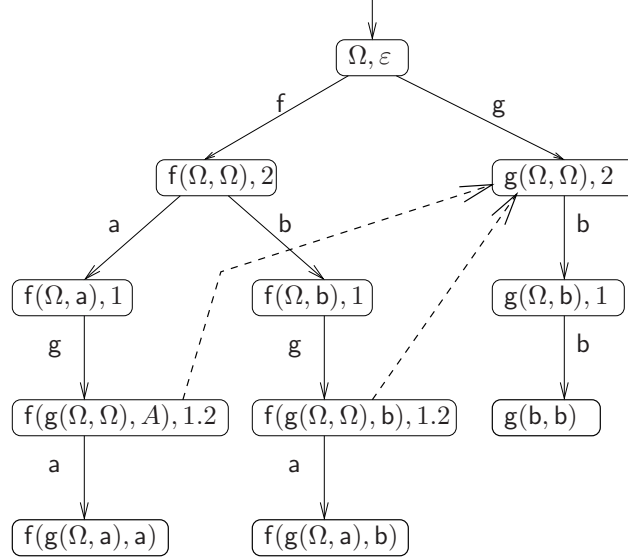 Ω, ε
f g
f(Ω, Ω), 2 g(Ω, Ω), 2
a b b
f(Ω, a), 1 f(Ω, b), 1 g(Ω, b), 1
g g b
f(g(Ω, Ω), A), 1.2 f(g(Ω, Ω), b), 1.2 g(b, b)
a a
f(g(Ω, a), a) f(g(Ω, a), b)